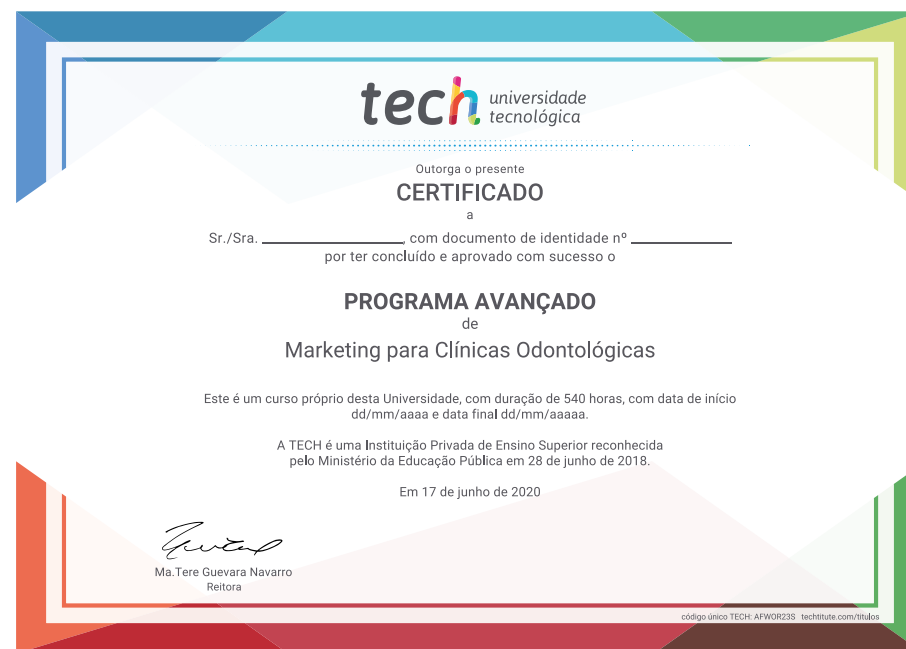 tech universidade
tecnológica
Outorga o presente
CERTIFICADO
a
Sr./Sra. ________________, com documento de identidade nº ____________
por ter concluído e aprovado com sucesso o
PROGRAMA AVANÇADO
de
Marketing para Clínicas Odontológicas
Este é um curso próprio desta Universidade, com duração de 540 horas, com data de início
dd/mm/aaaa e data final dd/mm/aaaaa.
A TECH é uma Instituição Privada de Ensino Superior reconhecida
pelo Ministério da Educação Pública em 28 de junho de 2018.
Em 17 de junho de 2020
Ma.Tere Guevara Navarro
Reitora
código único TECH: AFWOR23S techtitute.com/titulos